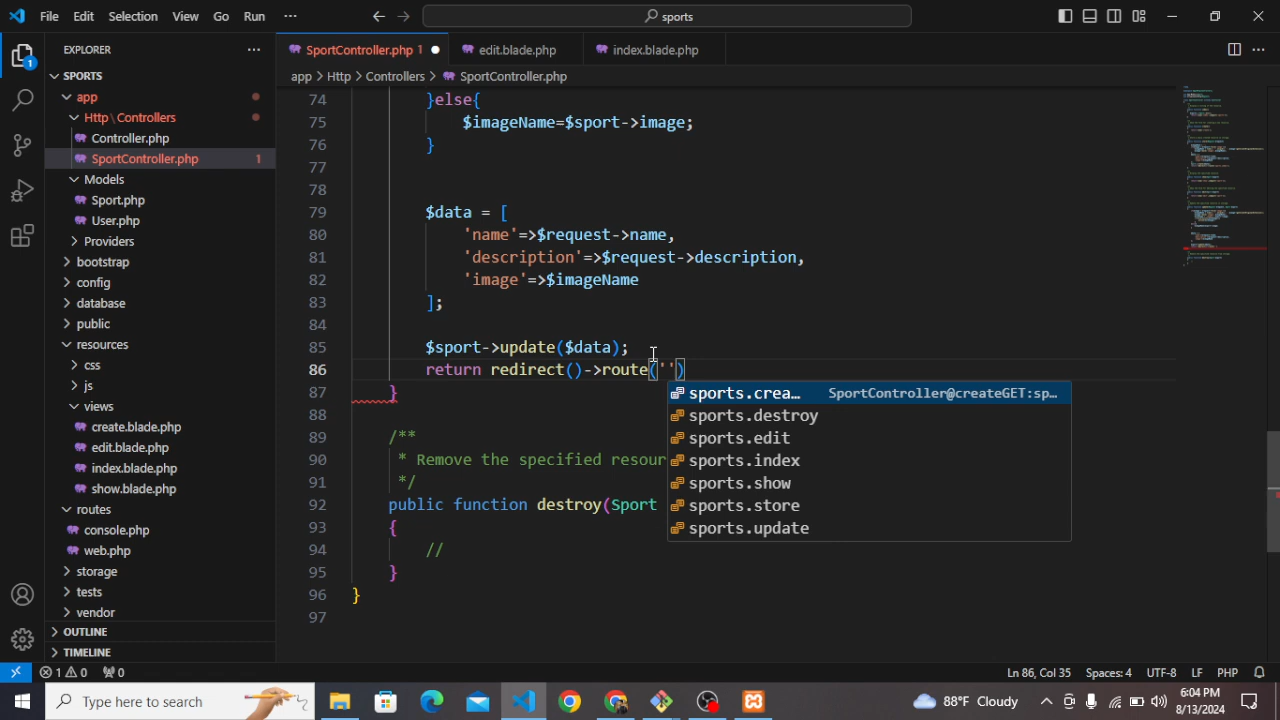 File Edit Selection View Go Run ··· sports
EXPLORER ···
SportController.php 1 ● edit.blade.php index.blade.php
SPORTS
app > Http > Controllers > SportController.php
app
Http \ Controllers
Controller.php
SportController.php 1
Models
Sport.php
User.php
Providers
bootstrap
config
database
public
resources
css
js
views
create.blade.php
edit.blade.php
index.blade.php
show.blade.php
routes
console.php
web.php
storage
tests
vendor
OUTLINE
TIMELINE
1
74 }else{
75 $imageName=$sport->image;
76 }
77
78
79 $data = [
80 'name'=>$request->name,
81 'description'=>$request->description,
82 'image'=>$imageName
83 ];
84
85 $sport->update($data);
86 return redirect()->route('')
87 }
88
89 /**
90 * Remove the specified resour
91 */
92 public function destroy(Sport
93 {
94 //
95 }
96 }
97
sports.crea… SportController@createGET:sp…
sports.destroy
sports.edit
sports.index
sports.show
sports.store
sports.update
1 0 0 Ln 86, Col 35 Spaces: 4 UTF-8 LF PHP
Type here to search
88°F Cloudy
6:04 PM
8/13/2024